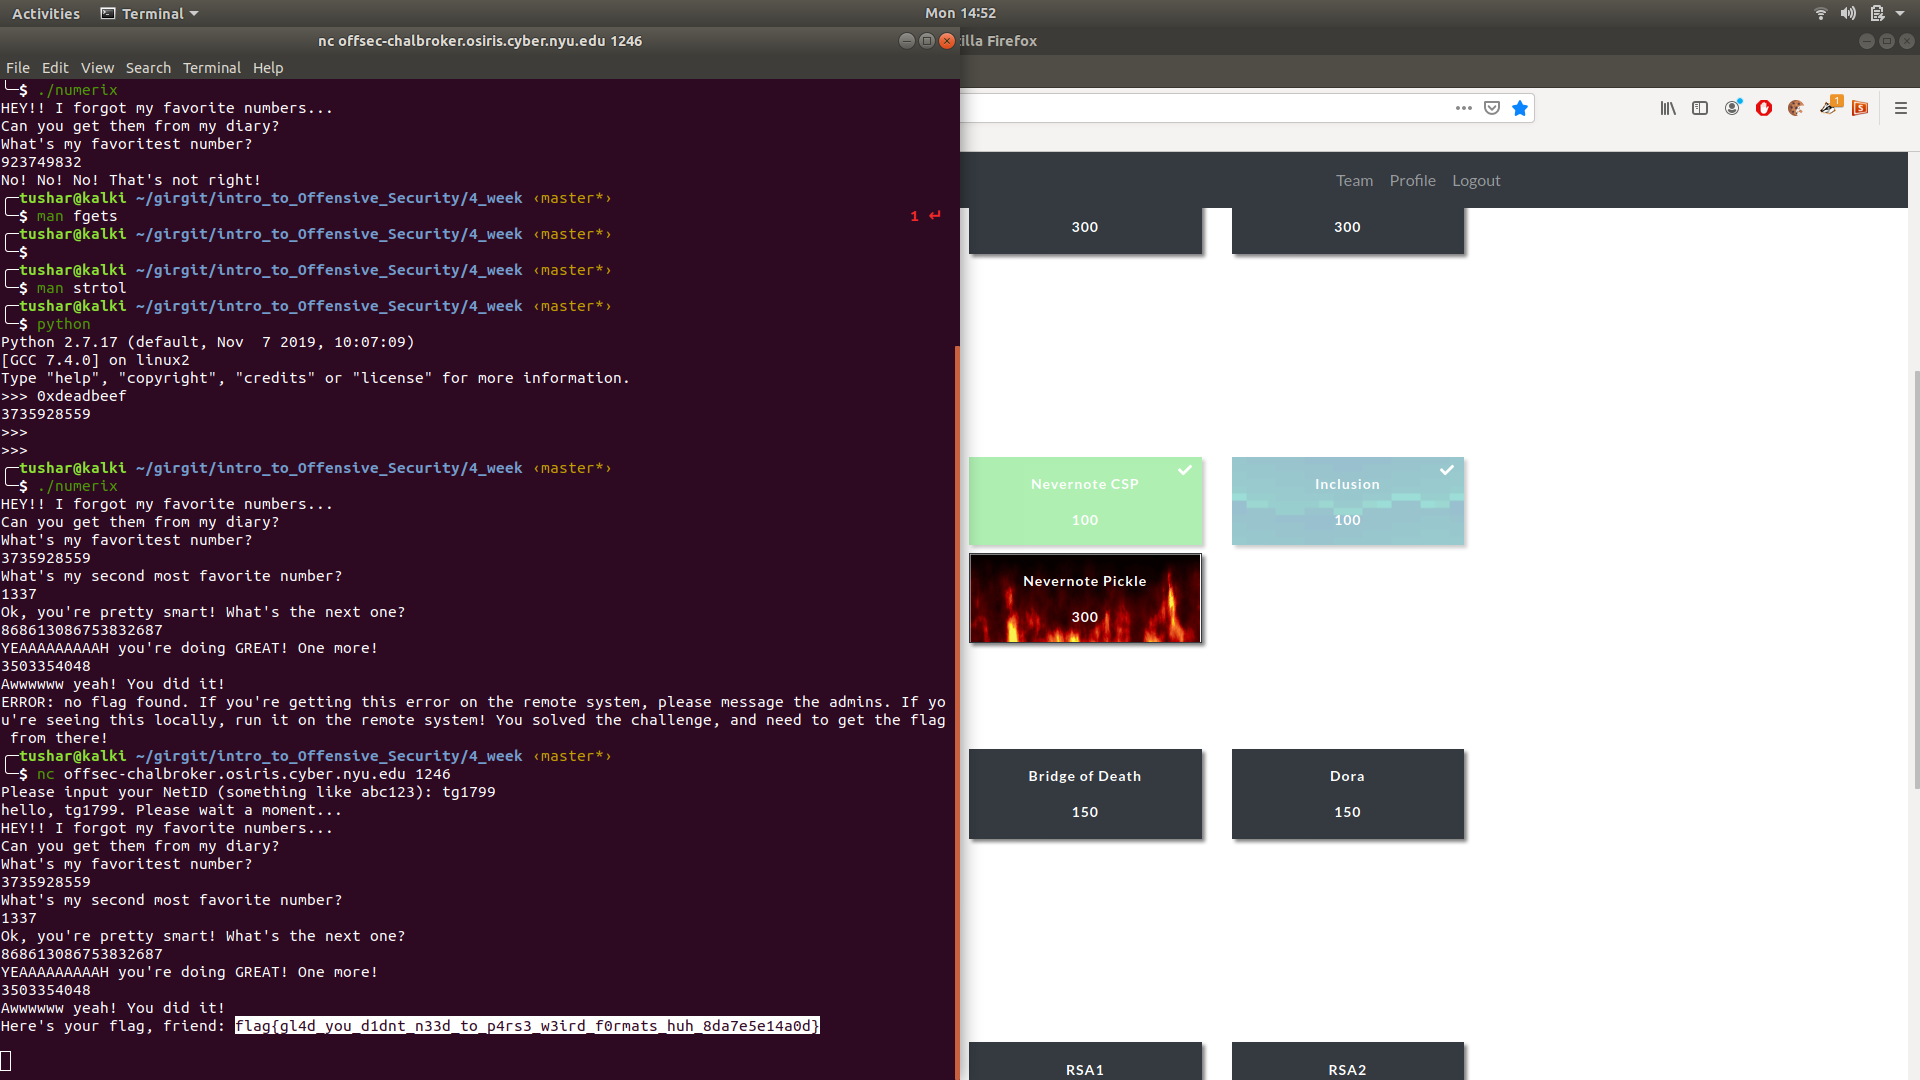 Activities
Terminal
Mon 14:52
nc offsec-chalbroker.osiris.cyber.nyu.edu 1246
File Edit View Search Terminal Help
$ ./numerix
HEY!! I forgot my favorite numbers...
Can you get them from my diary?
What's my favoritest number?
923749832
No! No! No! That's not right!
tushar@kalki ~/girgit/intro_to_Offensive_Security/4_week ‹master*›
$ man fgets 1 ↵
tushar@kalki ~/girgit/intro_to_Offensive_Security/4_week ‹master*›
$
tushar@kalki ~/girgit/intro_to_Offensive_Security/4_week ‹master*›
$ man strtol
tushar@kalki ~/girgit/intro_to_Offensive_Security/4_week ‹master*›
$ python
Python 2.7.17 (default, Nov  7 2019, 10:07:09)
[GCC 7.4.0] on linux2
Type "help", "copyright", "credits" or "license" for more information.
>>> 0xdeadbeef
3735928559
>>>
>>>
tushar@kalki ~/girgit/intro_to_Offensive_Security/4_week ‹master*›
$ ./numerix
HEY!! I forgot my favorite numbers...
Can you get them from my diary?
What's my favoritest number?
3735928559
What's my second most favorite number?
1337
Ok, you're pretty smart! What's the next one?
868613086753832687
YEAAAAAAAAAH you're doing GREAT! One more!
3503354048
Awwwwww yeah! You did it!
ERROR: no flag found. If you're getting this error on the remote system, please message the admins. If yo
u're seeing this locally, run it on the remote system! You solved the challenge, and need to get the flag
from there!
tushar@kalki ~/girgit/intro_to_Offensive_Security/4_week ‹master*›
$ nc offsec-chalbroker.osiris.cyber.nyu.edu 1246
Please input your NetID (something like abc123): tg1799
hello, tg1799. Please wait a moment...
HEY!! I forgot my favorite numbers...
Can you get them from my diary?
What's my favoritest number?
3735928559
What's my second most favorite number?
1337
Ok, you're pretty smart! What's the next one?
868613086753832687
YEAAAAAAAAAH you're doing GREAT! One more!
3503354048
Awwwwww yeah! You did it!
Here's your flag, friend: flag{gl4d_you_d1dnt_n33d_to_p4rs3_w3ird_f0rmats_huh_8da7e5e14a0d}
illa Firefox
1
Team Profile Logout
300
300
Nevernote CSP
100
Inclusion
100
Nevernote Pickle
300
Bridge of Death
150
Dora
150
RSA1
RSA2